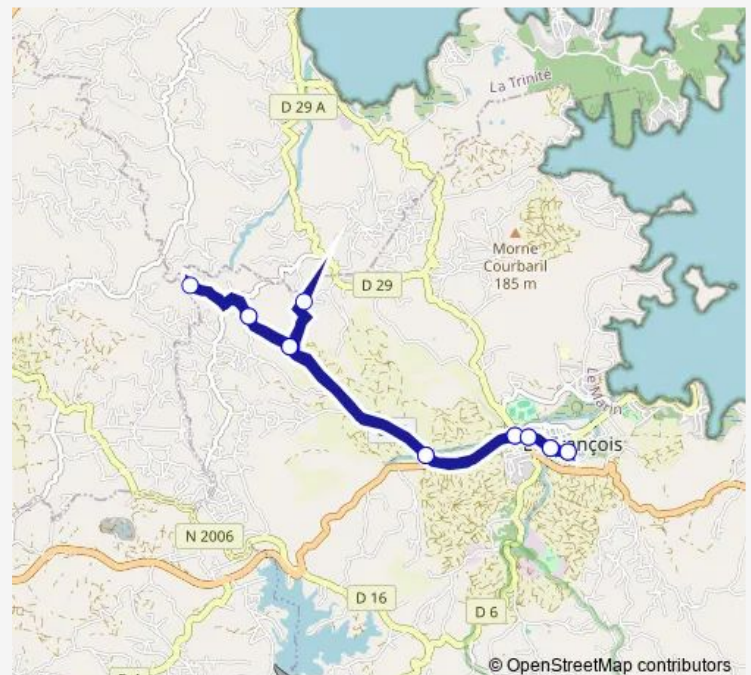 La Trinité
D 29 A
Morne
Courbaril
185 m
D 29
Le Marin
N 2006
D 16
D 6
© OpenStreetMap contributors